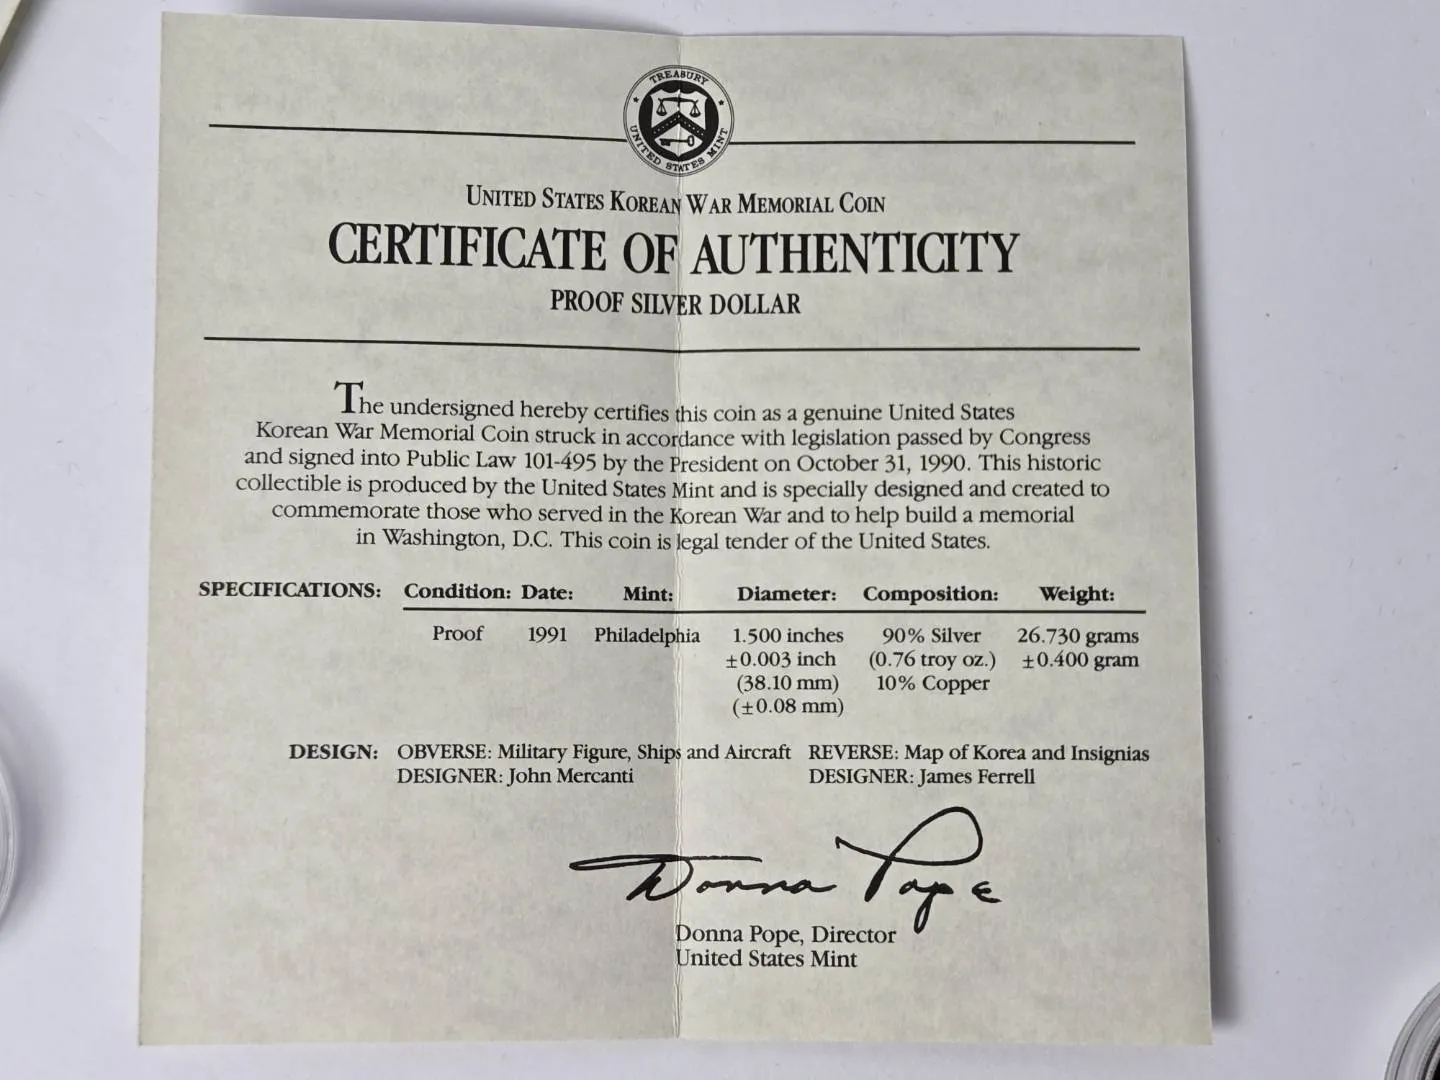 TREASURY
UNITED STATES MINT
UNITED STATES KOREAN WAR MEMORIAL COIN
CERTIFICATE OF AUTHENTICITY
PROOF SILVER DOLLAR
The undersigned hereby certifies this coin as a genuine United States
Korean War Memorial Coin struck in accordance with legislation passed by Congress
and signed into Public Law 101-495 by the President on October 31, 1990. This historic
collectible is produced by the United States Mint and is specially designed and created to
commemorate those who served in the Korean War and to help build a memorial
in Washington, D.C. This coin is legal tender of the United States.
SPECIFICATIONS: Condition: Date: Mint: Diameter: Composition: Weight:
Proof 1991 Philadelphia 1.500 inches 90% Silver 26.730 grams
±0.003 inch (0.76 troy oz.) ±0.400 gram
(38.10 mm) 10% Copper
(±0.08 mm)
DESIGN: OBVERSE: Military Figure, Ships and Aircraft REVERSE: Map of Korea and Insignias
DESIGNER: John Mercanti DESIGNER: James Ferrell
Donna Pope
Donna Pope, Director
United States Mint